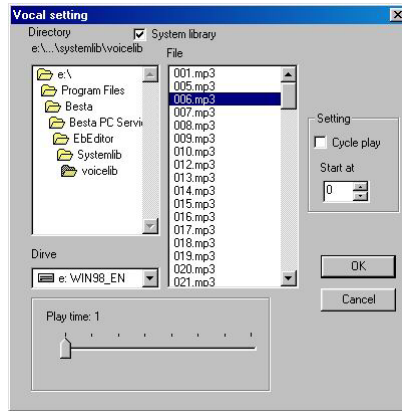 Vocal setting
Directory
System library
e:\...\systemlib\voicelib
File
e:\
Program Files
Besta
Besta PC Servi
EbEditor
Systemlib
voicelib
001.mp3
005.mp3
006.mp3
007.mp3
008.mp3
009.mp3
010.mp3
012.mp3
013.mp3
014.mp3
015.mp3
016.mp3
017.mp3
018.mp3
019.mp3
020.mp3
021.mp3
Setting
Cycle play
Start at
0
Dirve
e: WIN98_EN
OK
Cancel
Play time: 1